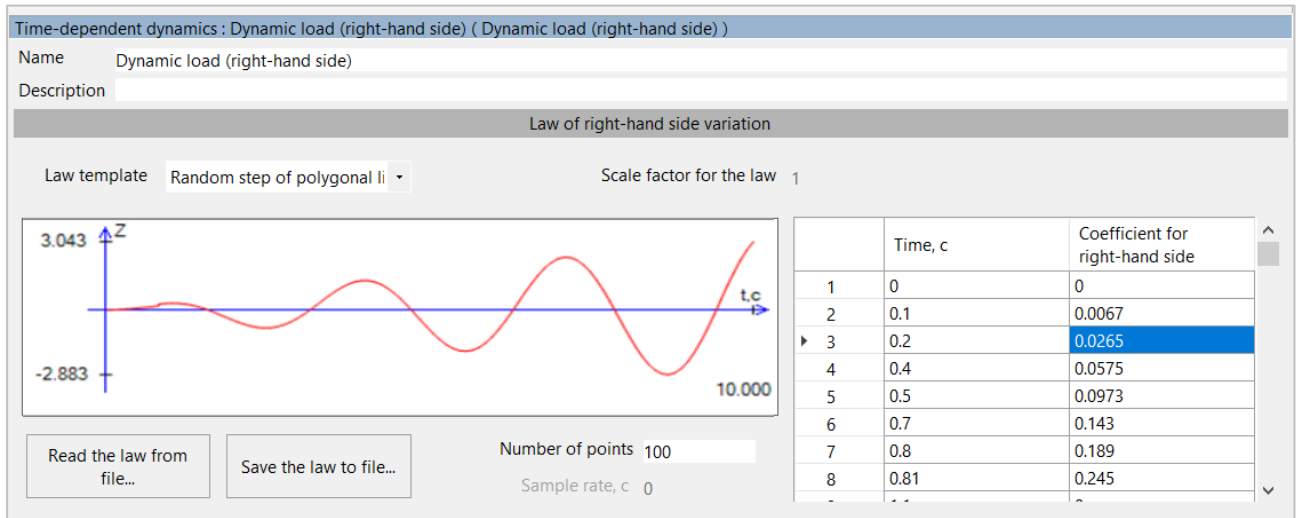 Time-dependent dynamics : Dynamic load (right-hand side) ( Dynamic load (right-hand side) )
Name Dynamic load (right-hand side)
Description
Law of right-hand side variation
Law template Random step of polygonal li Scale factor for the law 1
3.043 Z
t,c
-2.883
10.000
Time, c Coefficient for
right-hand side
1 0 0
2 0.1 0.0067
3 0.2 0.0265
4 0.4 0.0575
5 0.5 0.0973
6 0.7 0.143
7 0.8 0.189
8 0.81 0.245
Read the law from
file...
Save the law to file...
Number of points 100
Sample rate, c 0